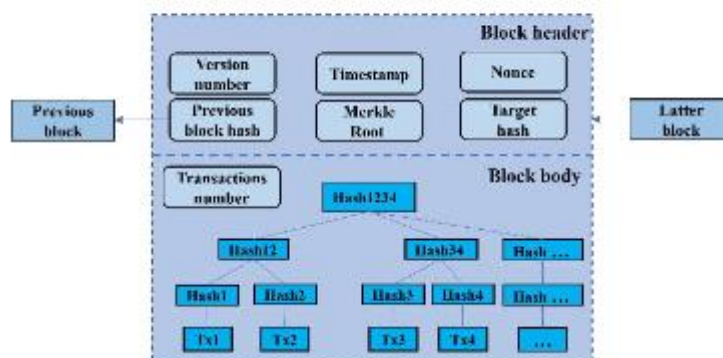 Block header
Version
number
Timestamp
Nonce
Previous
block
Previous
block hash
Merkle
Root
Target
hash
Latter
block
Transactions
number
Block body
Hash1234
Hash12
Hash34
Hash ...
Hash1
Hash2
Hash3
Hash4
Hash ...
Tx1
Tx2
Tx3
Tx4
...